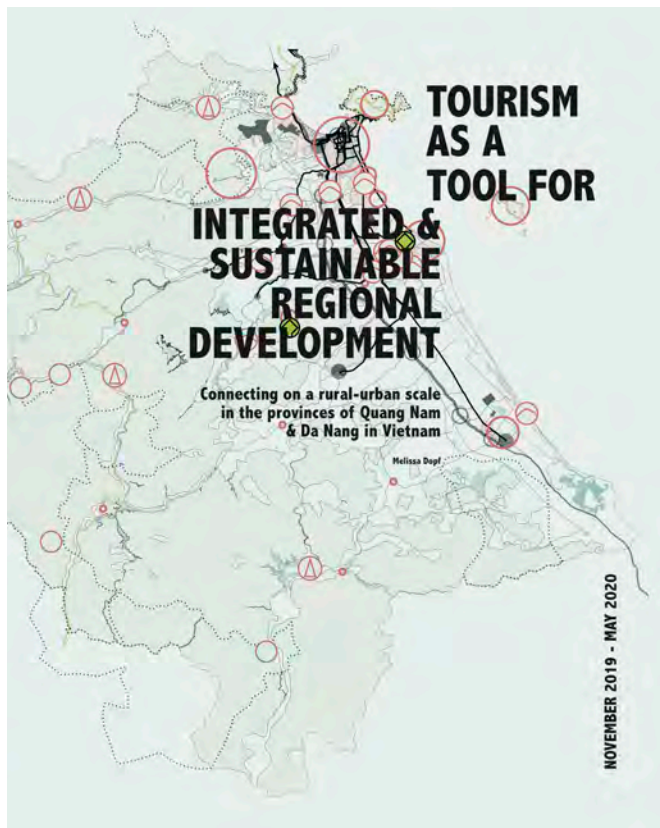 TOURISM
AS A
TOOL FOR
INTEGRATED &
SUSTAINABLE
REGIONAL
DEVELOPMENT
Connecting on a rural-urban scale
in the provinces of Quang Nam
& Da Nang in Vietnam
Melissa Dopf
NOVEMBER 2019 - MAY 2020